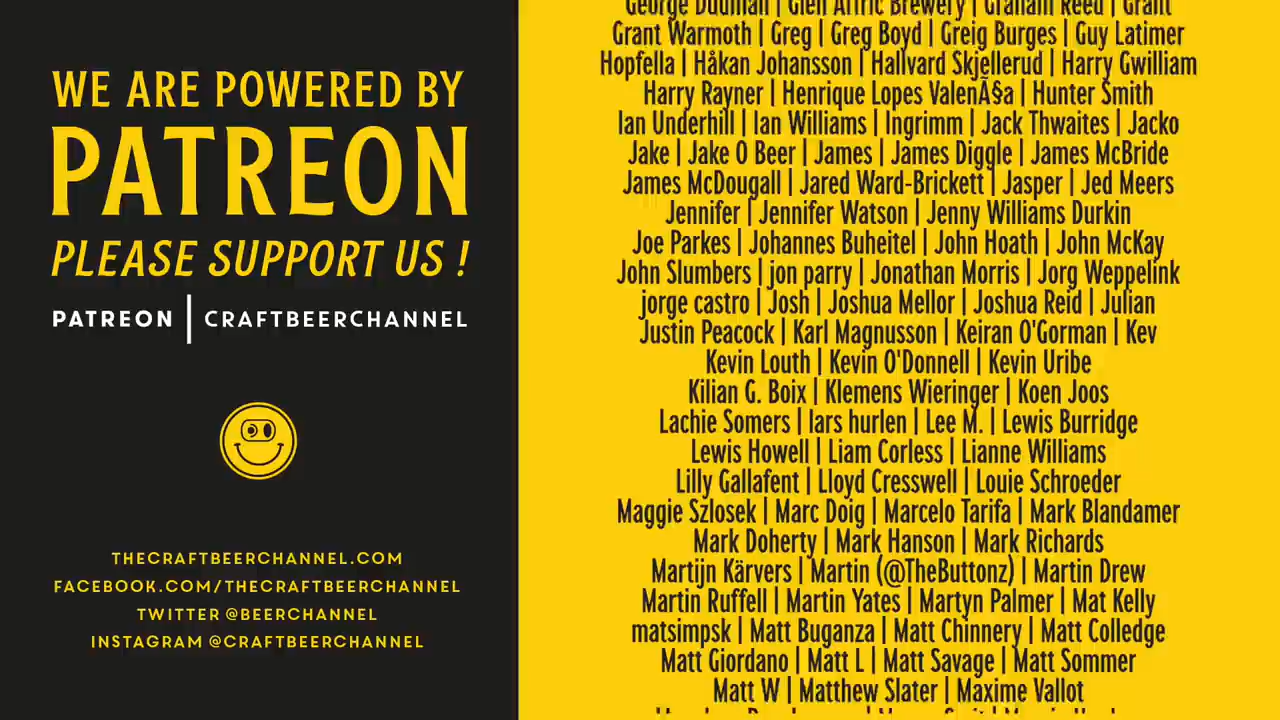 WE ARE POWERED BY
PATREON
PLEASE SUPPORT US !
PATREON | CRAFTBEERCHANNEL
THECRAFTBEERCHANNEL.COM
FACEBOOK.COM/THECRAFTBEERCHANNEL
TWITTER @BEERCHANNEL
INSTAGRAM @CRAFTBEERCHANNEL
George Dudman | Glen Affric Brewery | Graham Reed | Grant
Grant Warmoth | Greg | Greg Boyd | Greig Burges | Guy Latimer
Hopfella | Håkan Johansson | Hallvard Skjellerud | Harry Gwilliam
Harry Rayner | Henrique Lopes ValenÃ§a | Hunter Smith
Ian Underhill | Ian Williams | Ingrimm | Jack Thwaites | Jacko
Jake | Jake O Beer | James | James Diggle | James McBride
James McDougall | Jared Ward-Brickett | Jasper | Jed Meers
Jennifer | Jennifer Watson | Jenny Williams Durkin
Joe Parkes | Johannes Buheitel | John Hoath | John McKay
John Slumbers | jon parry | Jonathan Morris | Jorg Weppelink
jorge castro | Josh | Joshua Mellor | Joshua Reid | Julian
Justin Peacock | Karl Magnusson | Keiran O'Gorman | Kev
Kevin Louth | Kevin O'Donnell | Kevin Uribe
Kilian G. Boix | Klemens Wieringer | Koen Joos
Lachie Somers | lars hurlen | Lee M. | Lewis Burridge
Lewis Howell | Liam Corless | Lianne Williams
Lilly Gallafent | Lloyd Cresswell | Louie Schroeder
Maggie Szlosek | Marc Doig | Marcelo Tarifa | Mark Blandamer
Mark Doherty | Mark Hanson | Mark Richards
Martijn Kärvers | Martin (@TheButtonz) | Martin Drew
Martin Ruffell | Martin Yates | Martyn Palmer | Mat Kelly
matsimpsk | Matt Buganza | Matt Chinnery | Matt Colledge
Matt Giordano | Matt L | Matt Savage | Matt Sommer
Matt W | Matthew Slater | Maxime Vallot